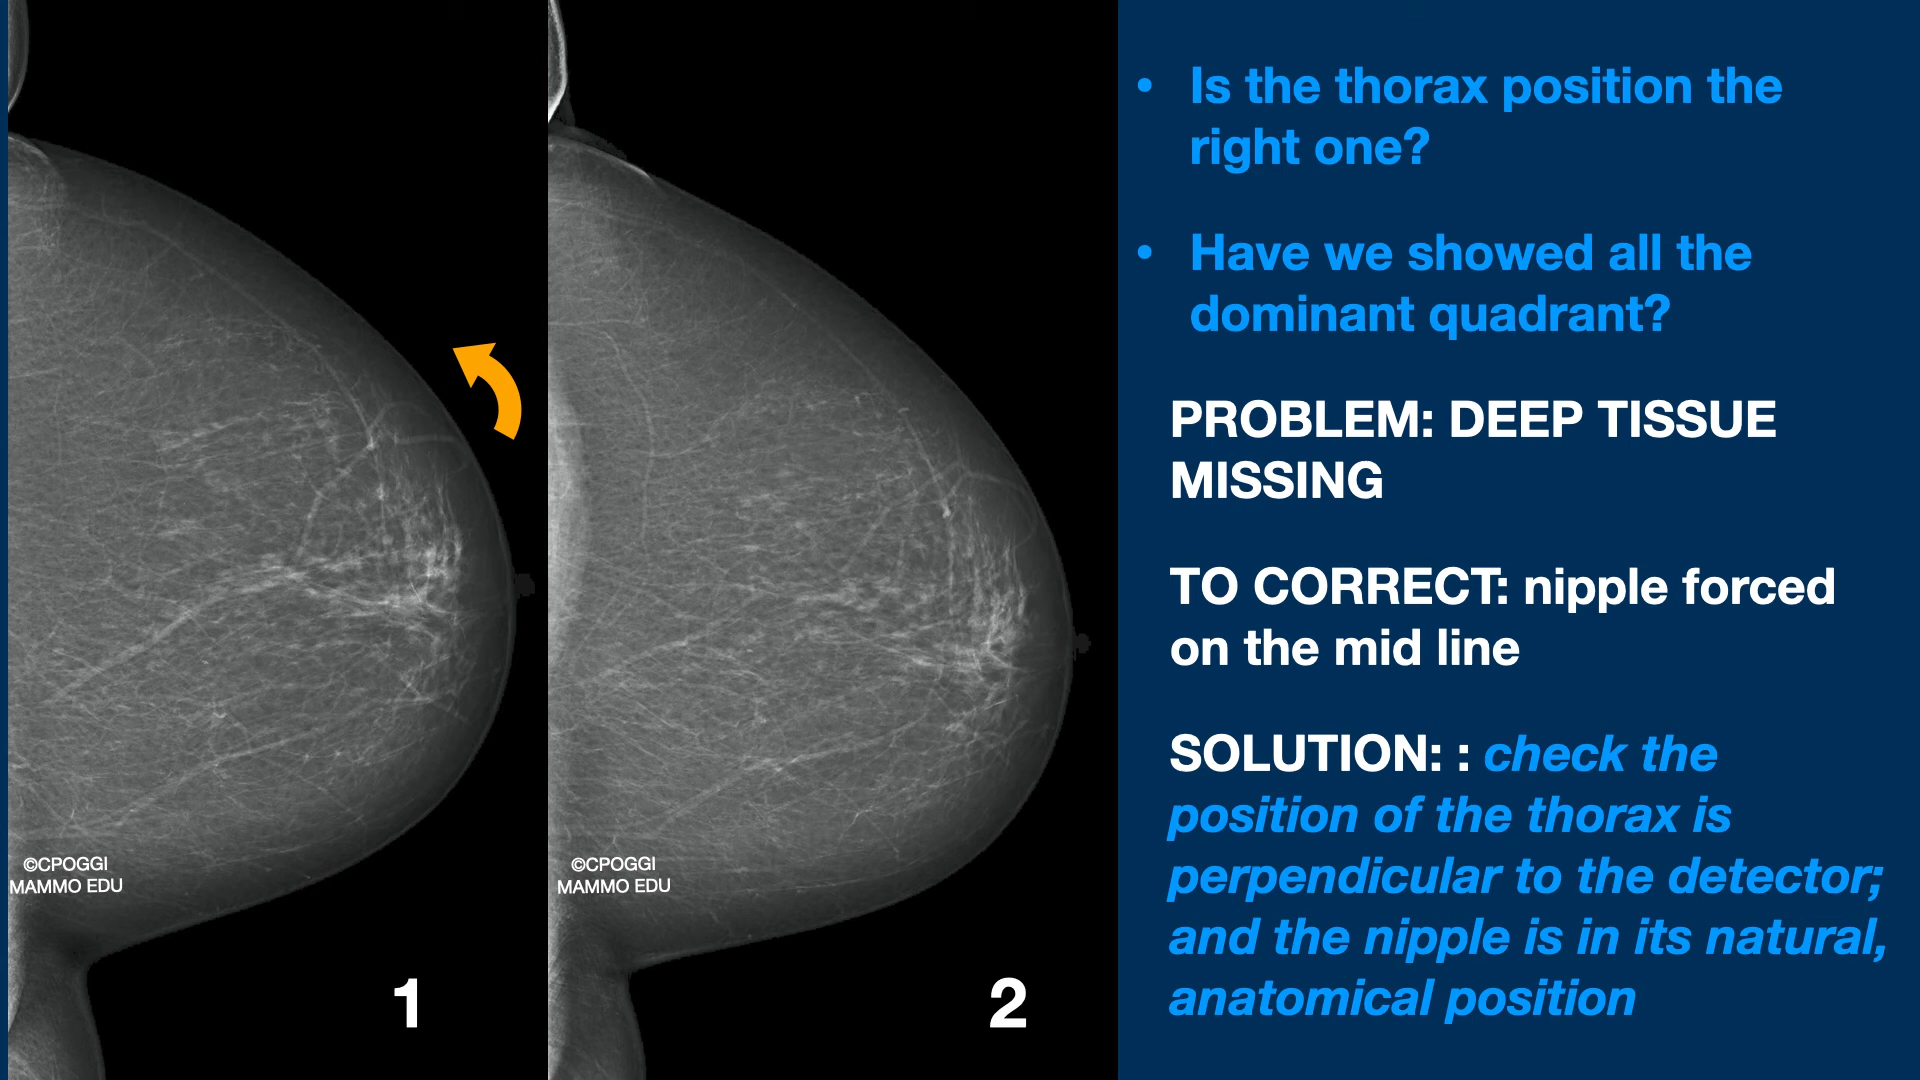 • Is the thorax position the
right one?
• Have we showed all the
dominant quadrant?
PROBLEM: DEEP TISSUE
MISSING
TO CORRECT: nipple forced
on the mid line
SOLUTION: : check the
position of the thorax is
perpendicular to the detector;
and the nipple is in its natural,
anatomical position
©CPOGGI
MAMMO EDU
1
©CPOGGI
MAMMO EDU
2